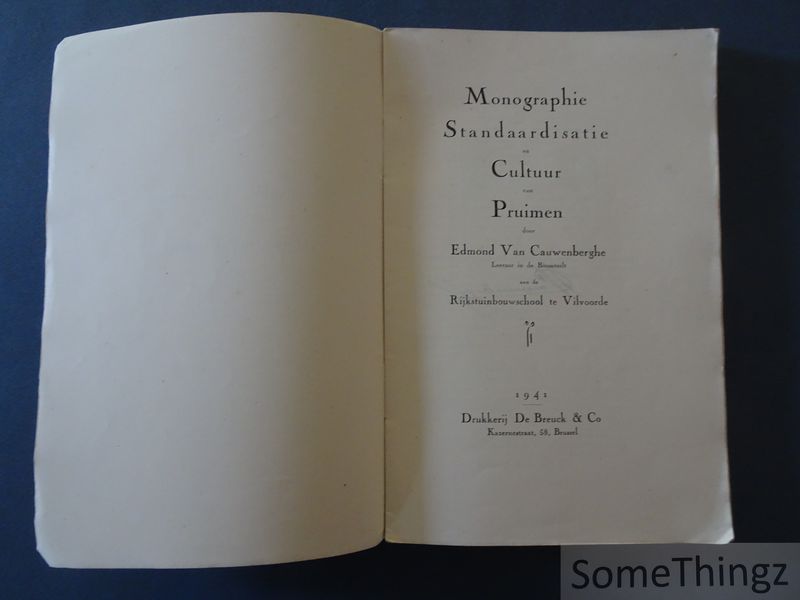 Monographie
Standaardisatie
en
Cultuur
van
Pruimen
door
Edmond Van Cauwenberghe
Leeraar in de Boomteelt
aan de
Rijkstuinbouwschool te Vilvoorde
1941
Drukkerij De Breuck & Co
Kazernestraat, 58, Brussel
SomeThingz